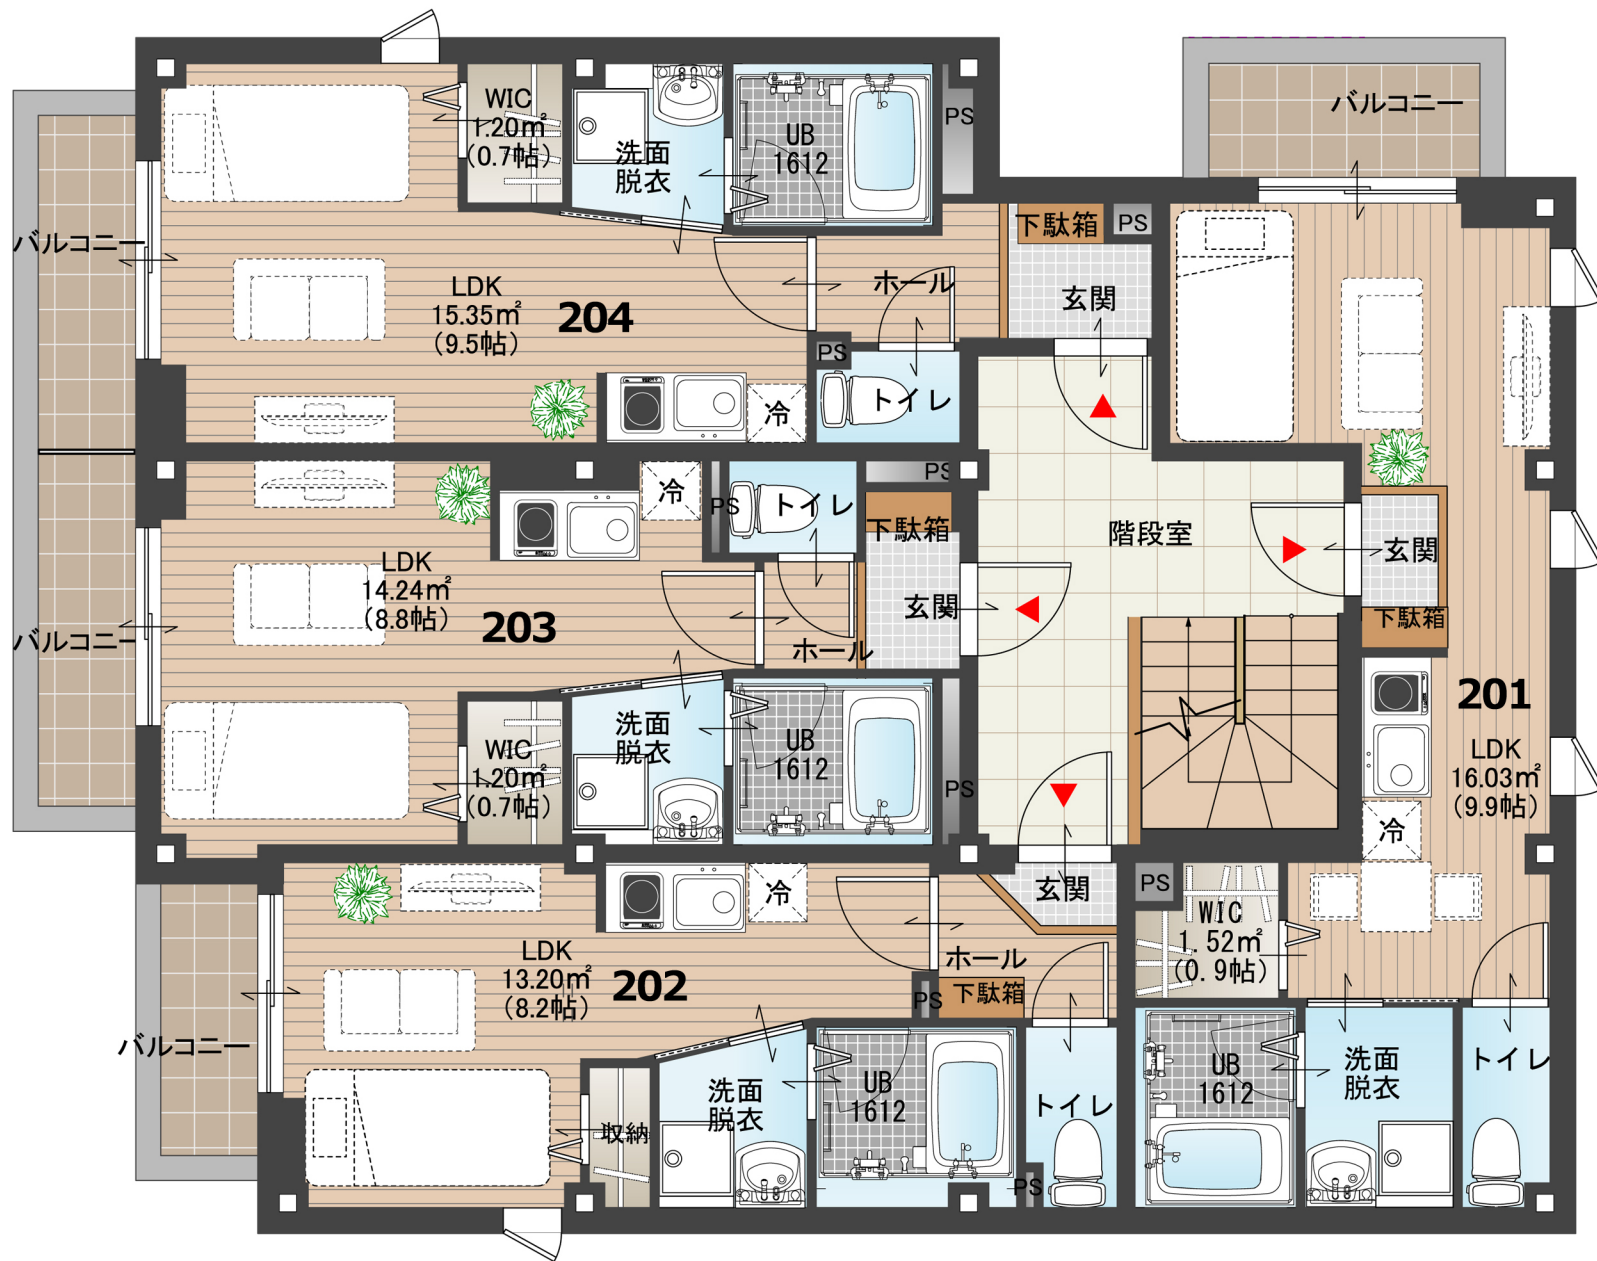 バルコニー
WIC
1.20㎡
(0.7帖)
洗面
脱衣
UB
1612
PS
下駄箱
PS
玄関
ホール
バルコニー
LDK
15.35㎡
(9.5帖)
204
PS
トイレ
冷
バルコニー
LDK
14.24㎡
(8.8帖)
203
冷
PS
トイレ
PS
下駄箱
玄関
ホール
WIC
1.20㎡
(0.7帖)
洗面
脱衣
UB
1612
PS
階段室
玄関
下駄箱
201
LDK
16.03㎡
(9.9帖)
冷
PS
WIC
1.52㎡
(0.9帖)
UB
1612
洗面
脱衣
トイレ
バルコニー
LDK
13.20㎡
(8.2帖)
202
冷
玄関
ホール
PS
下駄箱
収納
洗面
脱衣
UB
1612
トイレ
PS